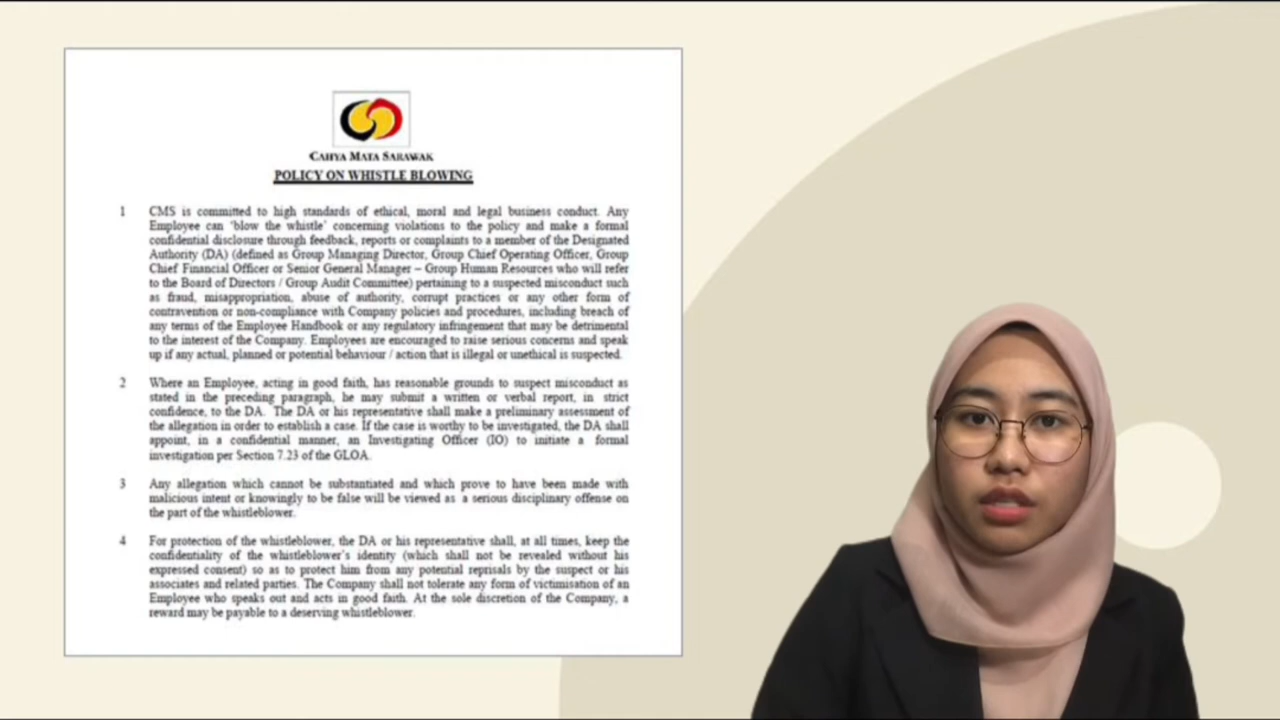 CAHYA MATA SARAWAK
POLICY ON WHISTLE BLOWING
1 CMS is committed to high standards of ethical, moral and legal business conduct. Any
Employee can 'blow the whistle' concerning violations to the policy and make a formal
confidential disclosure through feedback, reports or complaints to a member of the Designated
Authority (DA) (defined as Group Managing Director, Group Chief Operating Officer, Group
Chief Financial Officer or Senior General Manager – Group Human Resources who will refer
to the Board of Directors / Group Audit Committee) pertaining to a suspected misconduct such
as fraud, misappropriation, abuse of authority, corrupt practices or any other form of
contravention or non-compliance with Company policies and procedures, including breach of
any terms of the Employee Handbook or any regulatory infringement that may be detrimental
to the interest of the Company. Employees are encouraged to raise serious concerns and speak
up if any actual, planned or potential behaviour / action that is illegal or unethical is suspected.
2 Where an Employee, acting in good faith, has reasonable grounds to suspect misconduct as
stated in the preceding paragraph, he may submit a written or verbal report, in strict
confidence, to the DA. The DA or his representative shall make a preliminary assessment of
the allegation in order to establish a case. If the case is worthy to be investigated, the DA shall
appoint, in a confidential manner, an Investigating Officer (IO) to initiate a formal
investigation per Section 7.23 of the GLOA.
3 Any allegation which cannot be substantiated and which prove to have been made with
malicious intent or knowingly to be false will be viewed as a serious disciplinary offense on
the part of the whistleblower.
4 For protection of the whistleblower, the DA or his representative shall, at all times, keep the
confidentiality of the whistleblower's identity (which shall not be revealed without his
expressed consent) so as to protect him from any potential reprisals by the suspect or his
associates and related parties. The Company shall not tolerate any form of victimisation of an
Employee who speaks out and acts in good faith. At the sole discretion of the Company, a
reward may be payable to a deserving whistleblower.